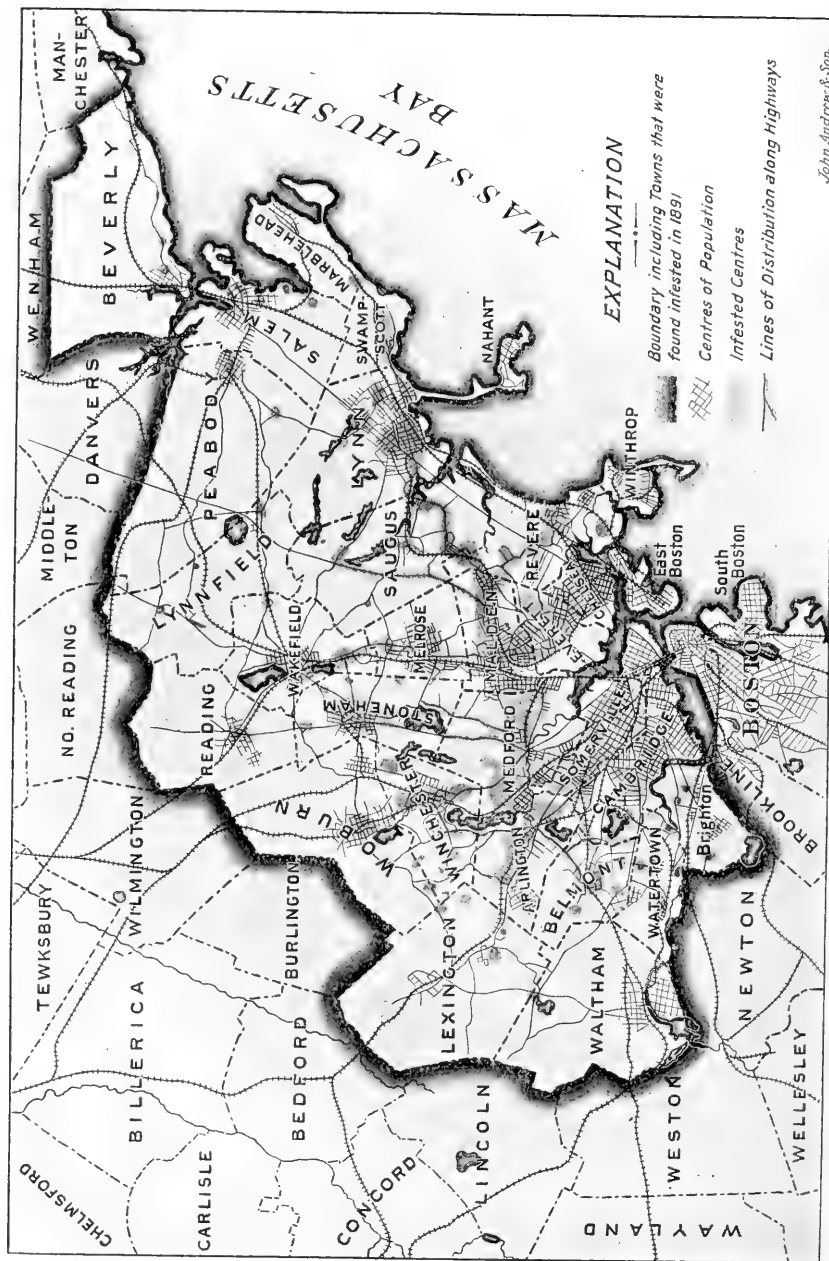 MAN-
CHESTER
WENHAM
BEVERLY
DANVERS
MIDDLE
TON
NO. READING
TEWKSBURY
WILMINGTON
BILLERICA
CHELMSFORD
CARLISLE
BEDFORD
BURLINGTON
CONCORD
LINCOLN
LEXINGTON
WOBURN
READING
WAKEFIELD
LYNNFIELD
PEABODY
SALEM
MARBLEHEAD
SWAMP-
SCOTT
LYNN
NAHANT
SAUGUS
MELROSE
STONEHAM
WINCHESTER
MEDFORD
MALDEN
EVERETT
CHELSEA
REVERE
WINTHROP
East
Boston
South
Boston
BOSTON
SOMERVILLE
CAMBRIDGE
ARLINGTON
BELMONT
WATERTOWN
Brighton
BROOKLINE
WALTHAM
NEWTON
WESTON
WELLESLEY
WAYLAND
MASSACHUSETTS
BAY
EXPLANATION
Boundary including Towns that were
found infested in 1891
Centres of Population
Infested Centres
Lines of Distribution along Highways
John Andrew & Son